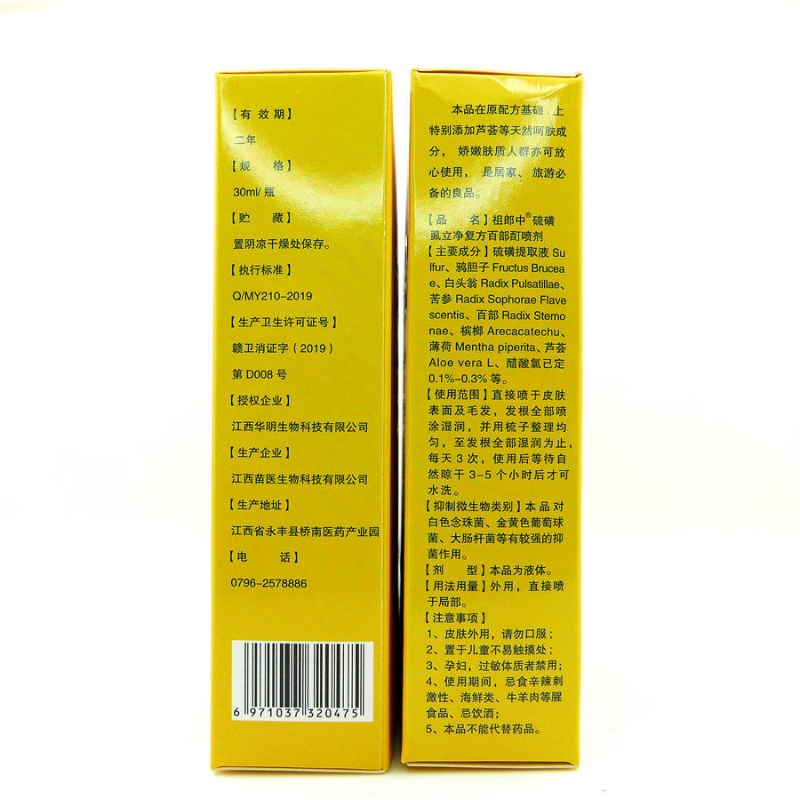 【有 效 期】
二年
【规 格】
30ml/ 瓶
【贮 藏】
置阴凉干燥处保存。
【执行标准】
Q/MY210-2019
【生产卫生许可证号】
赣卫消证字（2019）
第 D008 号
【授权企业】
江西华明生物科技有限公司
【生产企业】
江西苗医生物科技有限公司
【生产地址】
江西省永丰县桥南医药产业园
【电 话】
0796-2578886
6 971037 320475
本品在原配方基础．上
特别添加芦荟等天然呵肤成
分， 娇嫩肤质人群亦可放
心使用， 是居家、 旅游必
备的良品。
【品 名】祖郎中®硫磺
虱立净复方百部酊喷剂
【主要成分】硫磺提取液 Su
lfur、鸦胆子 Fructus Brucea
e、白头翁 Radix Pulsatillae、
苦参 Radix Sophorae Flave
scentis、百部 Radix Stemo
nae、槟榔 Arecacatechu、
薄荷 Mentha piperita、芦荟
Aloe vera L、醋酸氯已定
0.1%–0.3% 等。
【使用范围】直接喷于皮肤
表面及毛发，发根全部喷
涂湿润，并用梳子整理均
匀，至发根全部湿润为止，
每天 3 次，使用后等待自
然晾干 3-5 个小时后才可
水洗。
【抑制微生物类别】本品对
白色念珠菌、金黄色葡萄球
菌、大肠杆菌等有较强的抑
菌作用。
【剂 型】本品为液体。
【用法用量】外用，直接喷
于局部。
【注意事项】
1、皮肤外用，请勿口服；
2、置于儿童不易触摸处；
3、孕妇，过敏体质者禁用；
4、使用期间，忌食辛辣刺
激性、海鲜类、牛羊肉等腥
食品、忌饮酒；
5、本品不能代替药品。